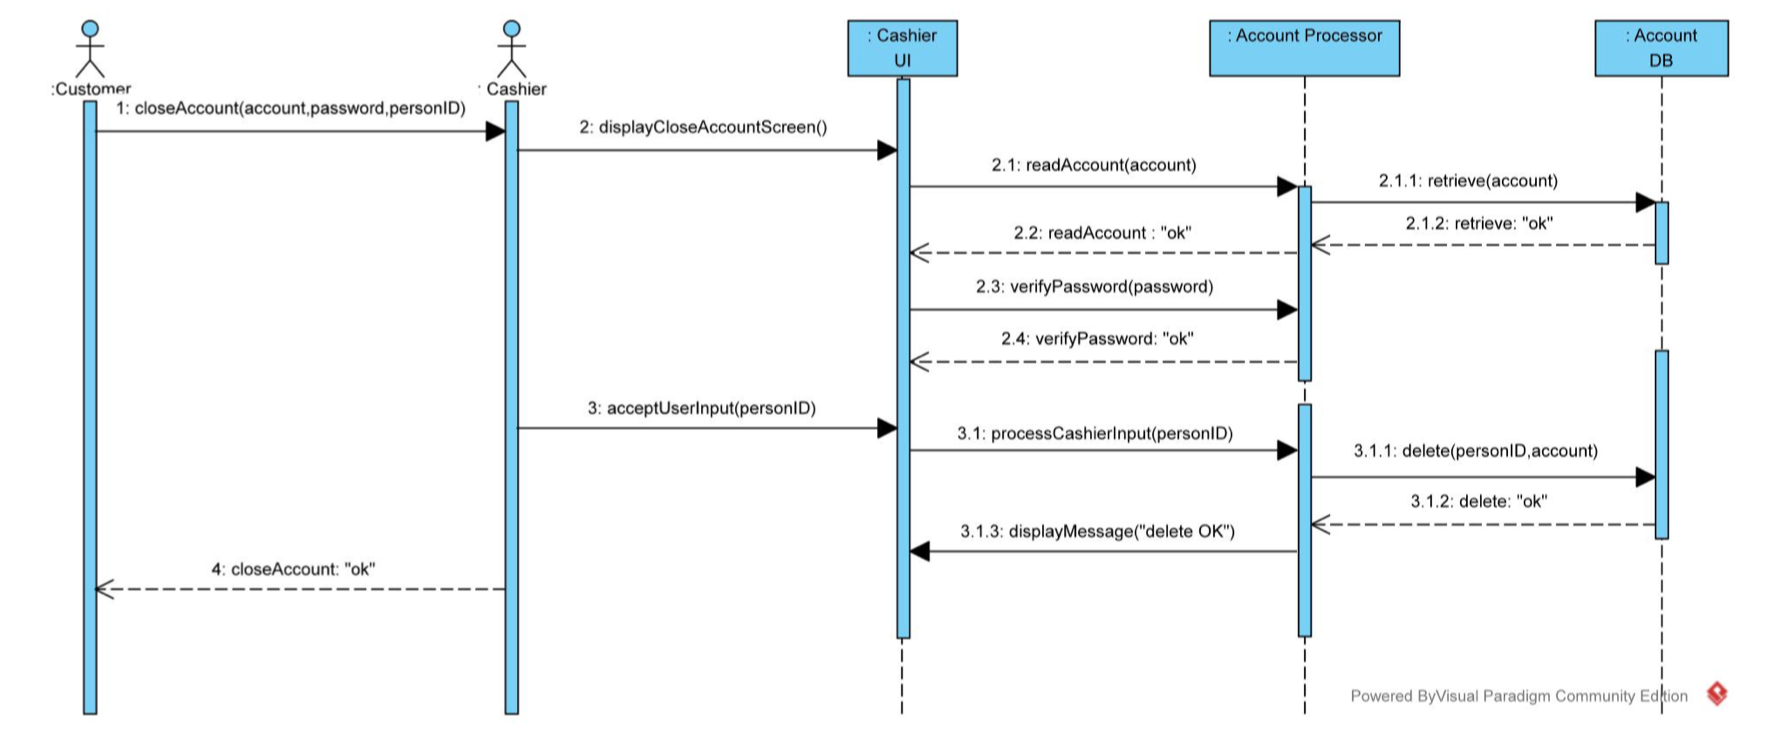 : Cashier
UI
: Account Processor
: Account
DB
:Customer
: Cashier
1: closeAccount(account,password,personID)
2: displayCloseAccountScreen()
2.1: readAccount(account)
2.1.1: retrieve(account)
2.1.2: retrieve: "ok"
2.2: readAccount : "ok"
2.3: verifyPassword(password)
2.4: verifyPassword: "ok"
3: acceptUserInput(personID)
3.1: processCashierInput(personID)
3.1.1: delete(personID,account)
3.1.2: delete: "ok"
3.1.3: displayMessage("delete OK")
4: closeAccount: "ok"
Powered ByVisual Paradigm Community Edition